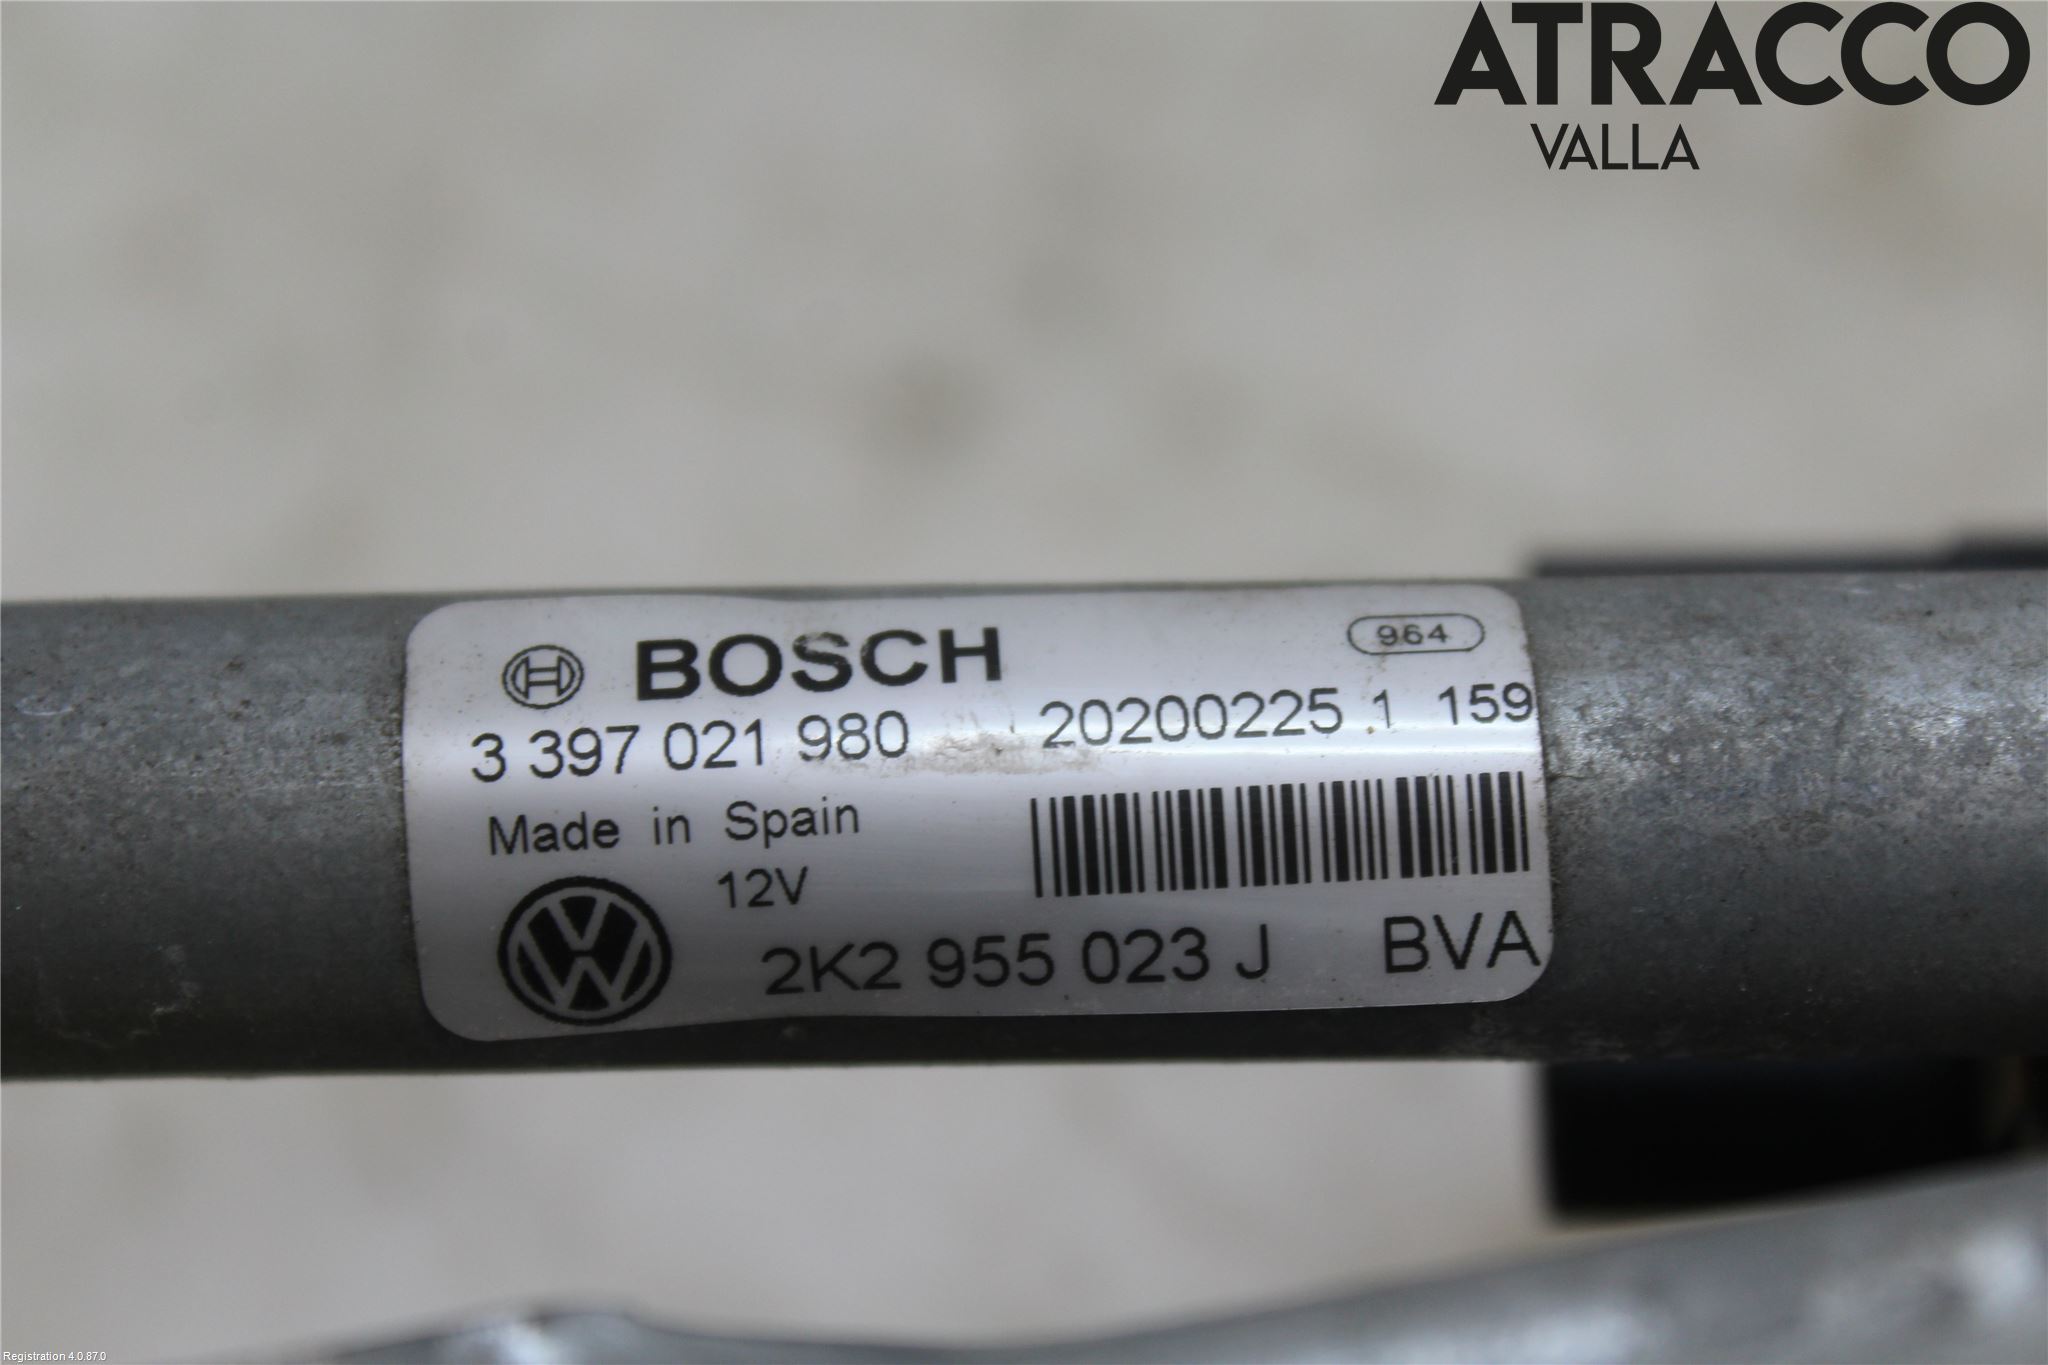 ATRACCO
VALLA
BOSCH 964
3 397 021 980 20200225 1 159
Made in Spain
12V
2K2 955 023 J BVA
Registration 4.0.87.0